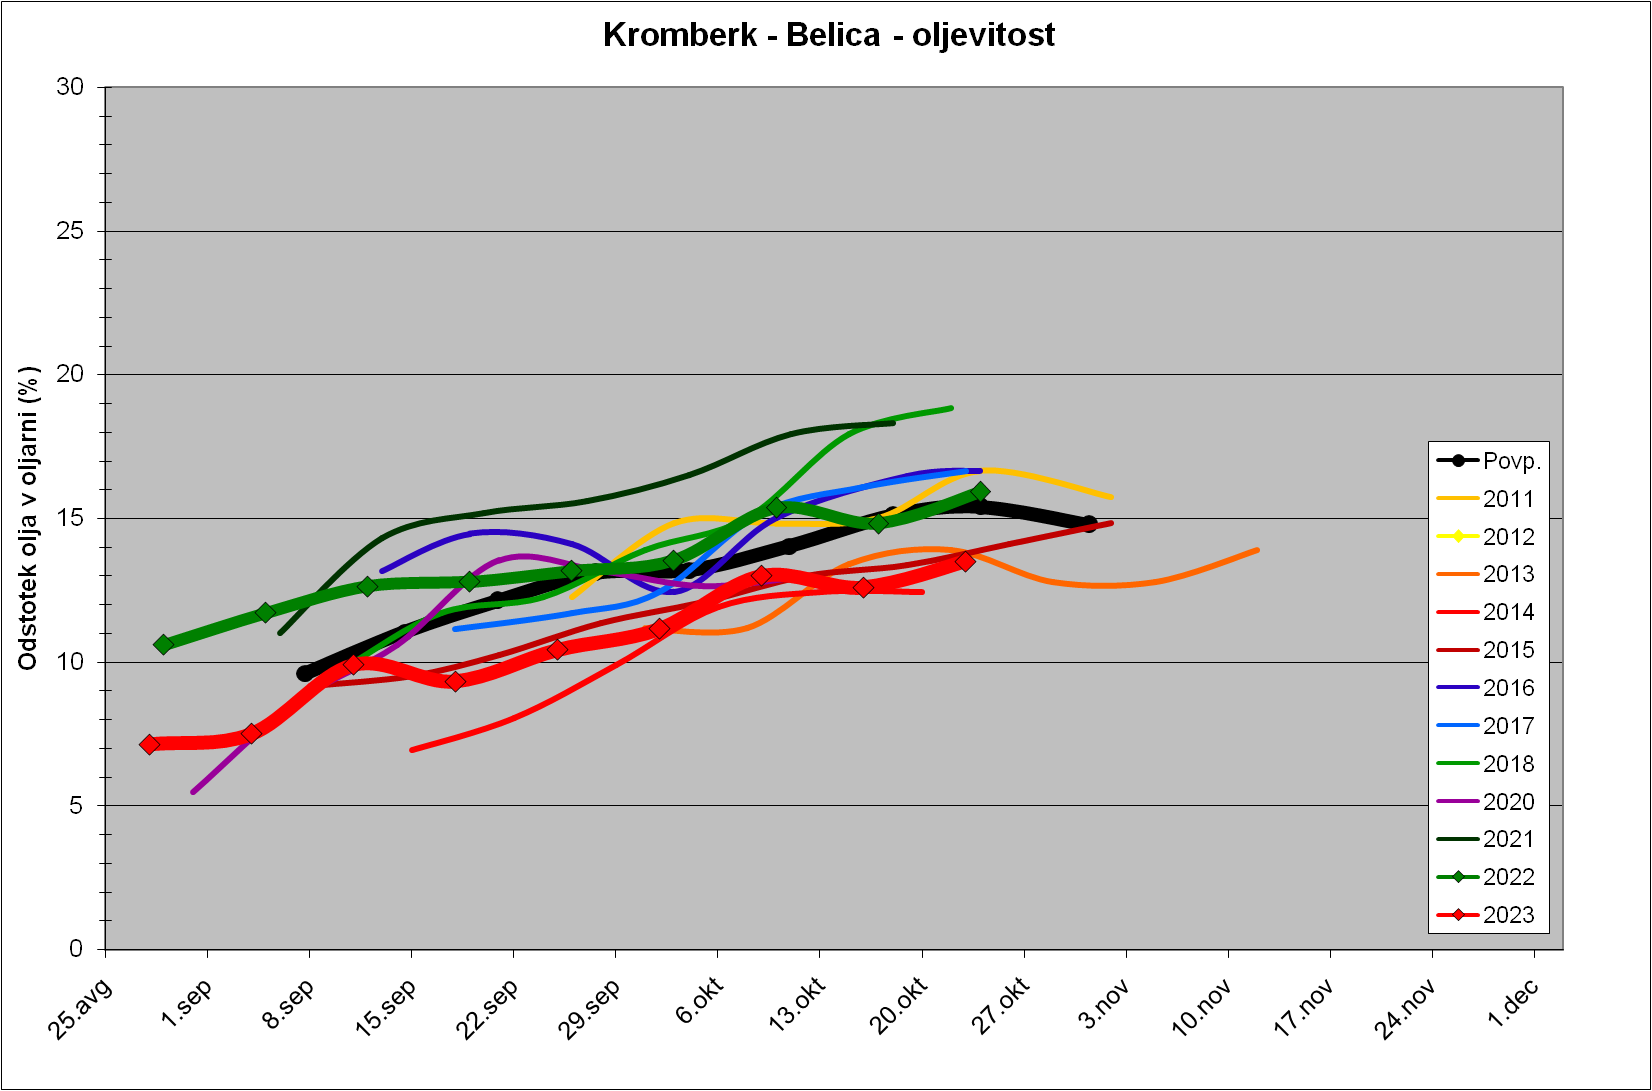 Kromberk - Belica - oljevitost
Odstotek olja v oljarni (%)
30
25
20
15
10
5
0
25.avg
1.sep
8.sep
15.sep
22.sep
29.sep
6.okt
13.okt
20.okt
27.okt
3.nov
10.nov
17.nov
24.nov
1.dec
Povp.
2011
2012
2013
2014
2015
2016
2017
2018
2020
2021
2022
2023